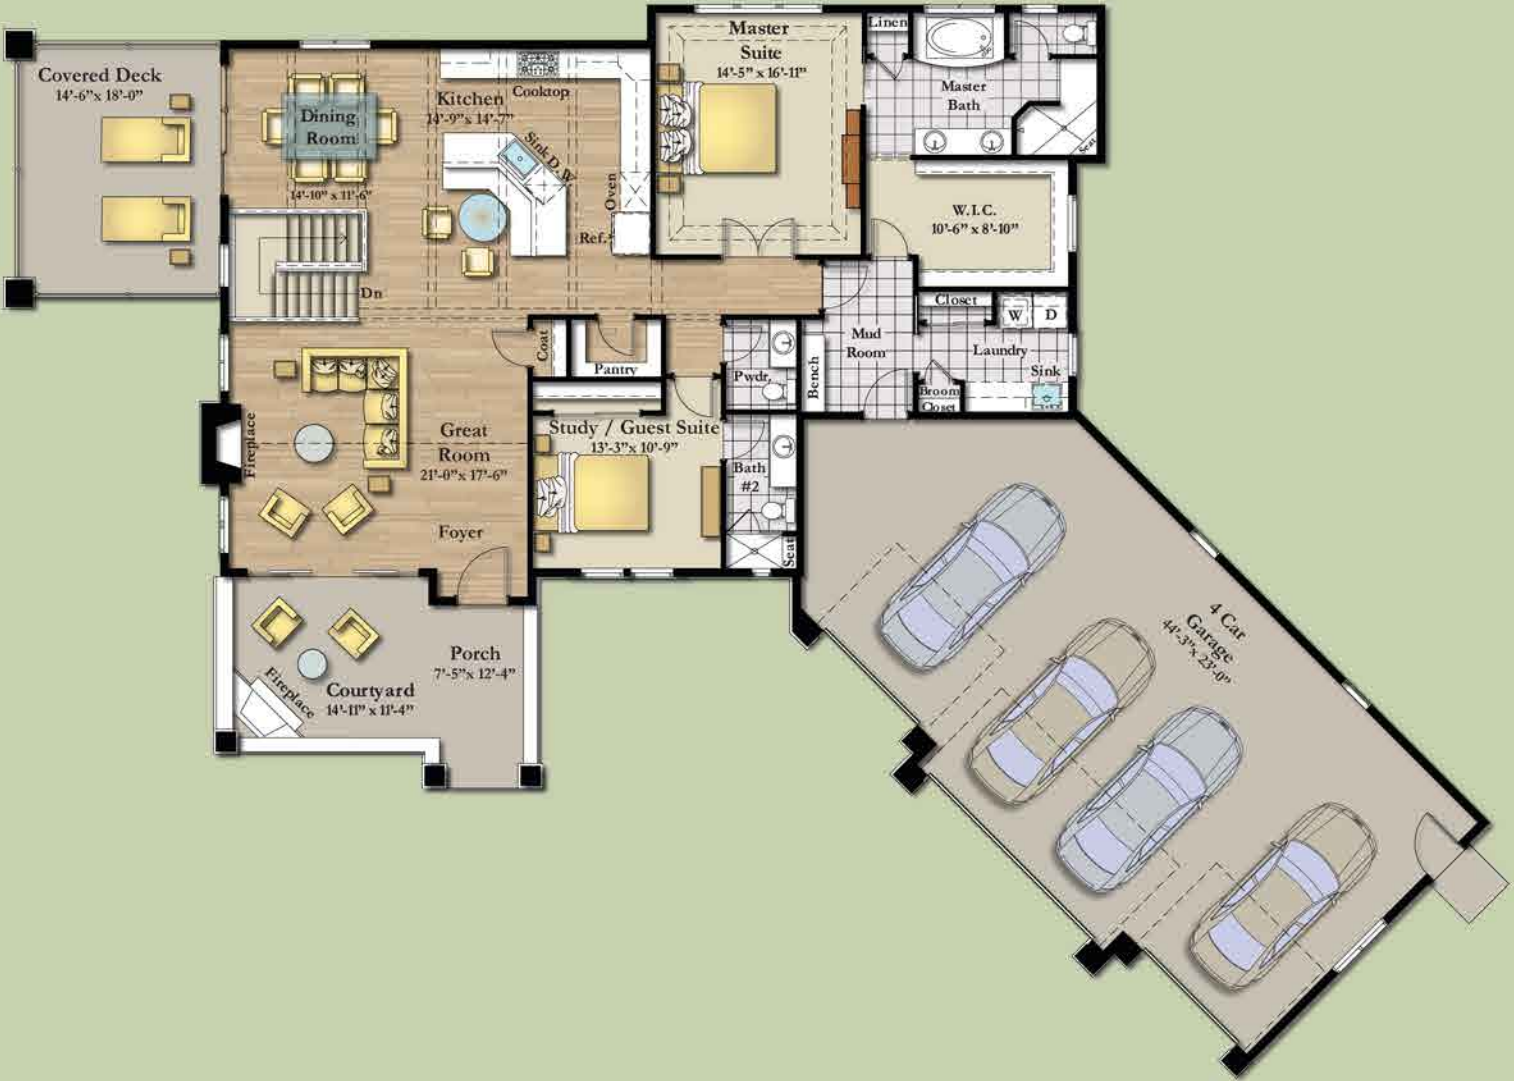 Covered Deck
14'-6"x 18'-0"
Dining
Room
14'-10" x 11'-6"
Kitchen
14'-9"x 14'-7"
Cooktop
Sink D.W
Oven
Ref.
Dn
Master
Suite
14'-5" x 16'-11"
Linen
Master
Bath
Seat
W.I.C.
10'-6" x 8'-10"
Closet
W D
Laundry
Sink
Broom
Closet
Mud
Room
Bench
Pwdr.
Coat
Pantry
Study / Guest Suite
13'-3"x 10'-9"
Bath
#2
Seat
Fireplace
Great
Room
21'-0"x 17'-6"
Foyer
Porch
7'-5"x 12'-4"
Fireplace
Courtyard
14'-11" x 11'-4"
4 Car
Garage
44'-3"x 23'-0"